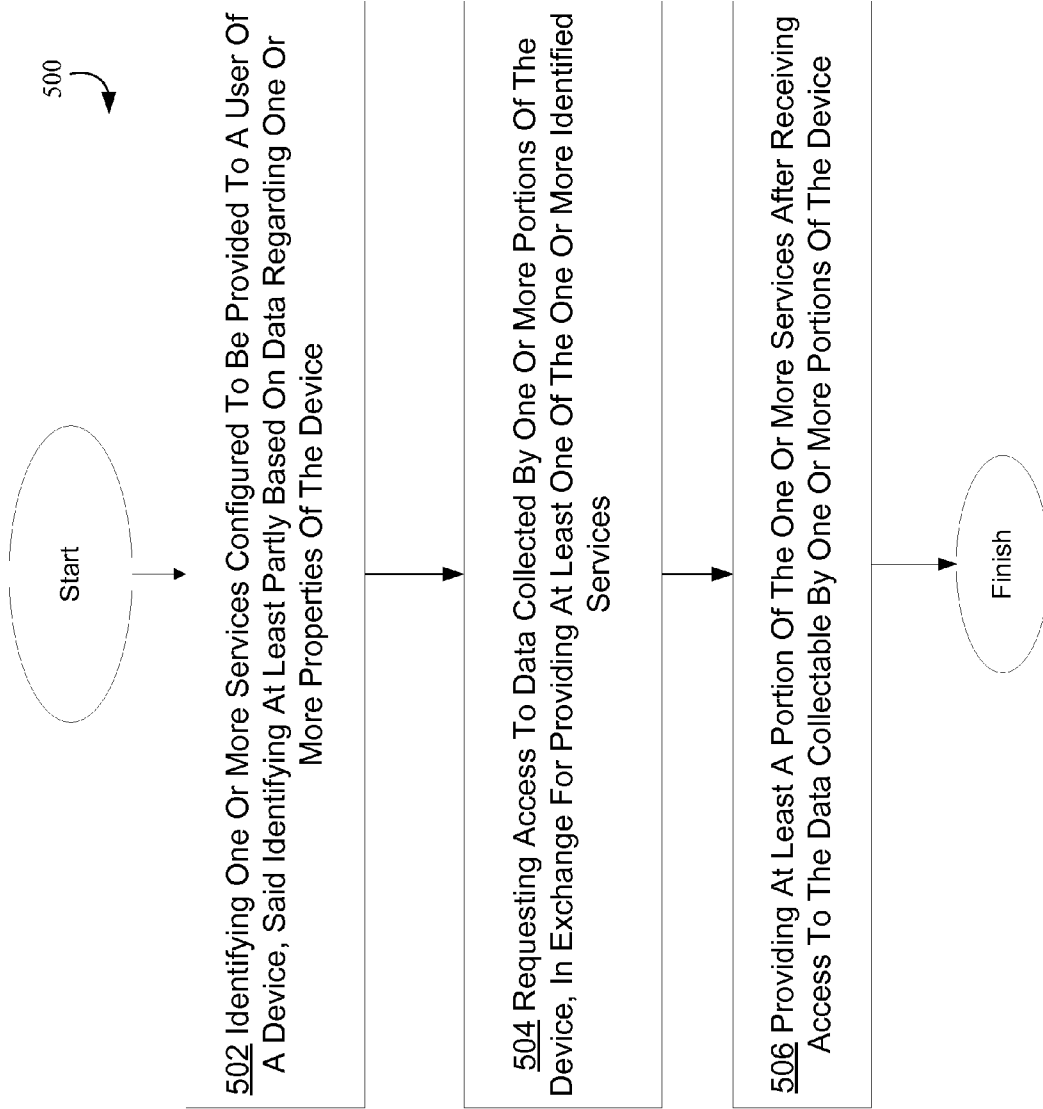 500
Start
502 Identifying One Or More Services Configured To Be Provided To A User Of
A Device, Said Identifying At Least Partly Based On Data Regarding One Or
More Properties Of The Device
504 Requesting Access To Data Collected By One Or More Portions Of The
Device, In Exchange For Providing At Least One Of The One Or More Identified
Services
506 Providing At Least A Portion Of The One Or More Services After Receiving
Access To The Data Collectable By One Or More Portions Of The Device
Finish